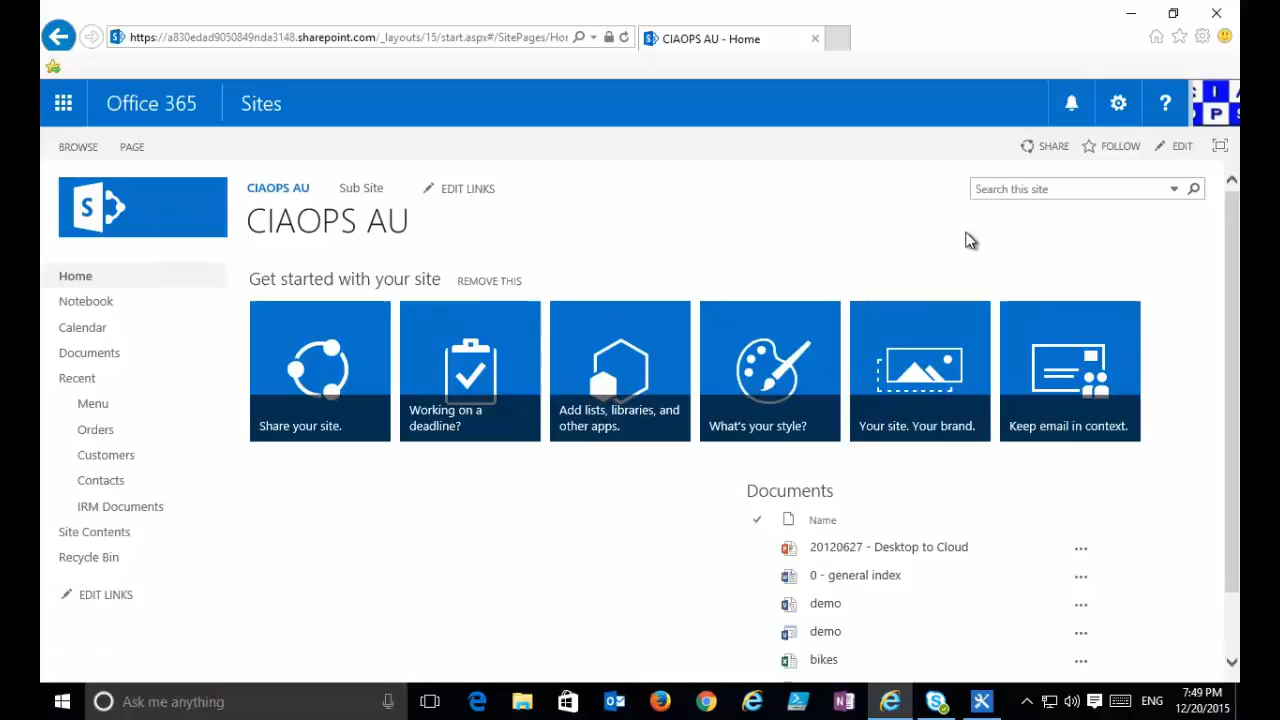 https://a830edad9050849nda3148.sharepoint.com/_layouts/15/start.aspx#/SitePages/Hor
CIAOPS AU - Home
Office 365
Sites
?
I
P
BROWSE
PAGE
SHARE
FOLLOW
EDIT
CIAOPS AU
Sub Site
EDIT LINKS
Search this site
S
CIAOPS AU
Home
Notebook
Calendar
Documents
Recent
Menu
Orders
Customers
Contacts
IRM Documents
Site Contents
Recycle Bin
EDIT LINKS
Get started with your site
REMOVE THIS
Share your site.
Working on a
deadline?
Add lists, libraries, and
other apps.
What's your style?
Your site. Your brand.
Keep email in context.
Documents
Name
20120627 - Desktop to Cloud
0 - general index
demo
demo
bikes
Ask me anything
ENG
7:49 PM
12/20/2015